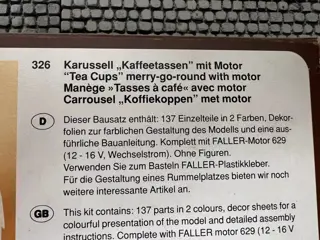 326 Karussell „Kaffeetassen" mit Motor
“Tea Cups” merry-go-round with motor
Manège »Tasses à café« avec motor
Carrousel „Koffiekoppen" met motor
D Dieser Bausatz enthält: 137 Einzelteile in 2 Farben, Dekor-
folien zur farblichen Gestaltung des Modells und eine aus-
führliche Bauanleitung. Komplett mit FALLER-Motor 629
(12 - 16 V, Wechselstrom). Ohne Figuren.
Verwenden Sie zum Basteln FALLER-Plastikkleber.
Für die Gestaltung eines Rummelplatzes bieten wir noch
weitere interessante Artikel an.
GB This kit contains: 137 parts in 2 colours, decor sheets for a
colourful presentation of the model and detailed assembly
instructions. Complete with FALLER motor 629 (12 - 16 V